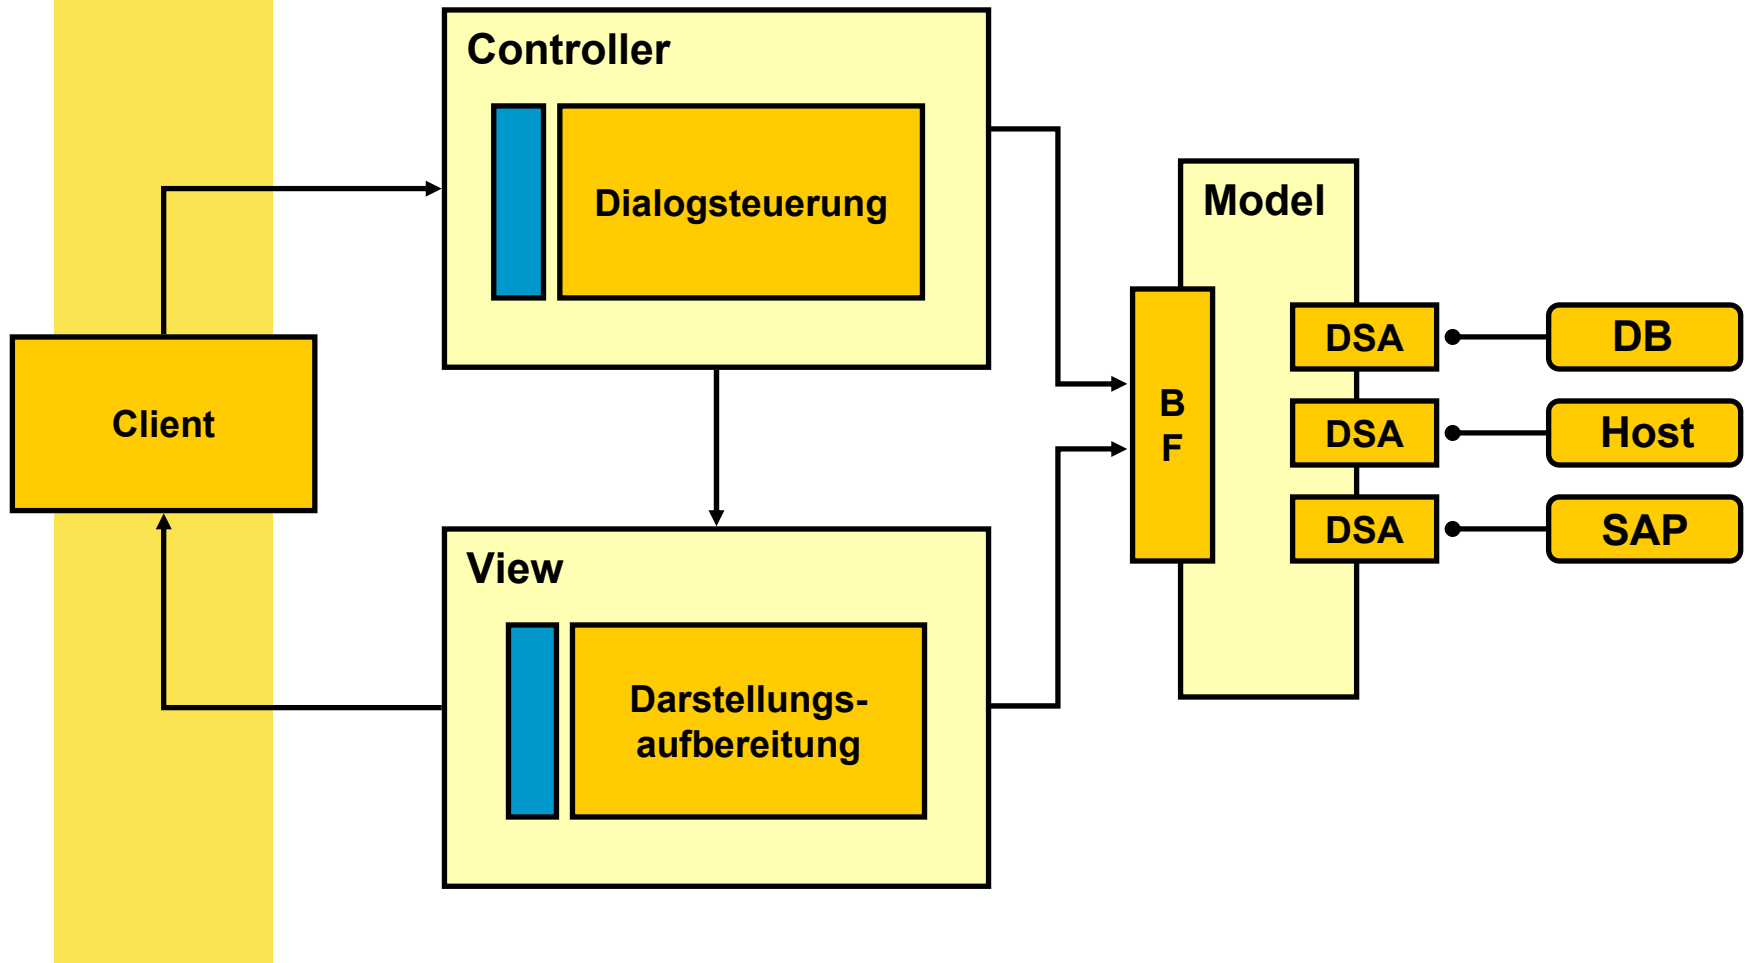 Controller
Dialogsteuerung
Model
Client
B
F
DSA
DB
DSA
Host
DSA
SAP
View
Darstellungs-
aufbereitung